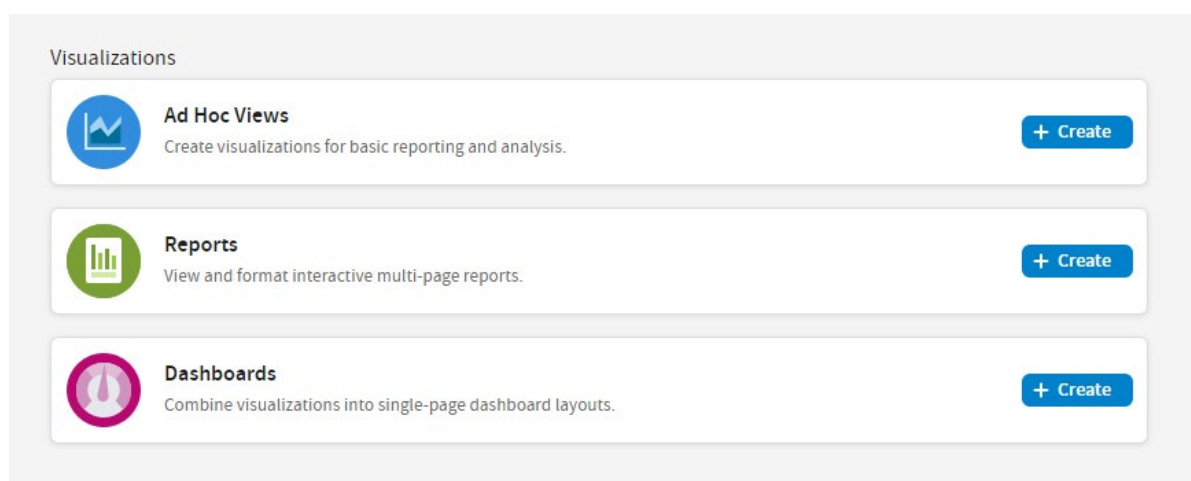 Visualizations
Ad Hoc Views
Create visualizations for basic reporting and analysis.
+ Create
Reports
View and format interactive multi-page reports.
+ Create
Dashboards
Combine visualizations into single-page dashboard layouts.
+ Create